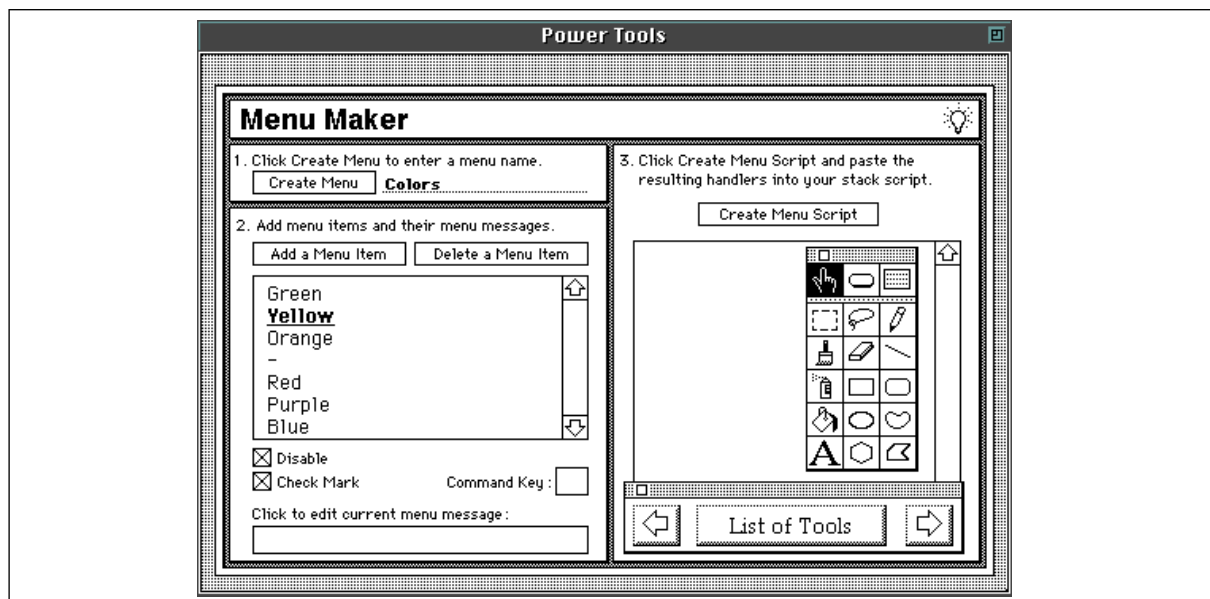 Power Tools
Menu Maker
1. Click Create Menu to enter a menu name.
Create Menu
Colors
2. Add menu items and their menu messages.
Add a Menu Item
Delete a Menu Item
Green
Yellow
Orange
-
Red
Purple
Blue
Disable
Check Mark
Command Key :
Click to edit current menu message :
3. Click Create Menu Script and paste the
resulting handlers into your stack script.
Create Menu Script
A
List of Tools